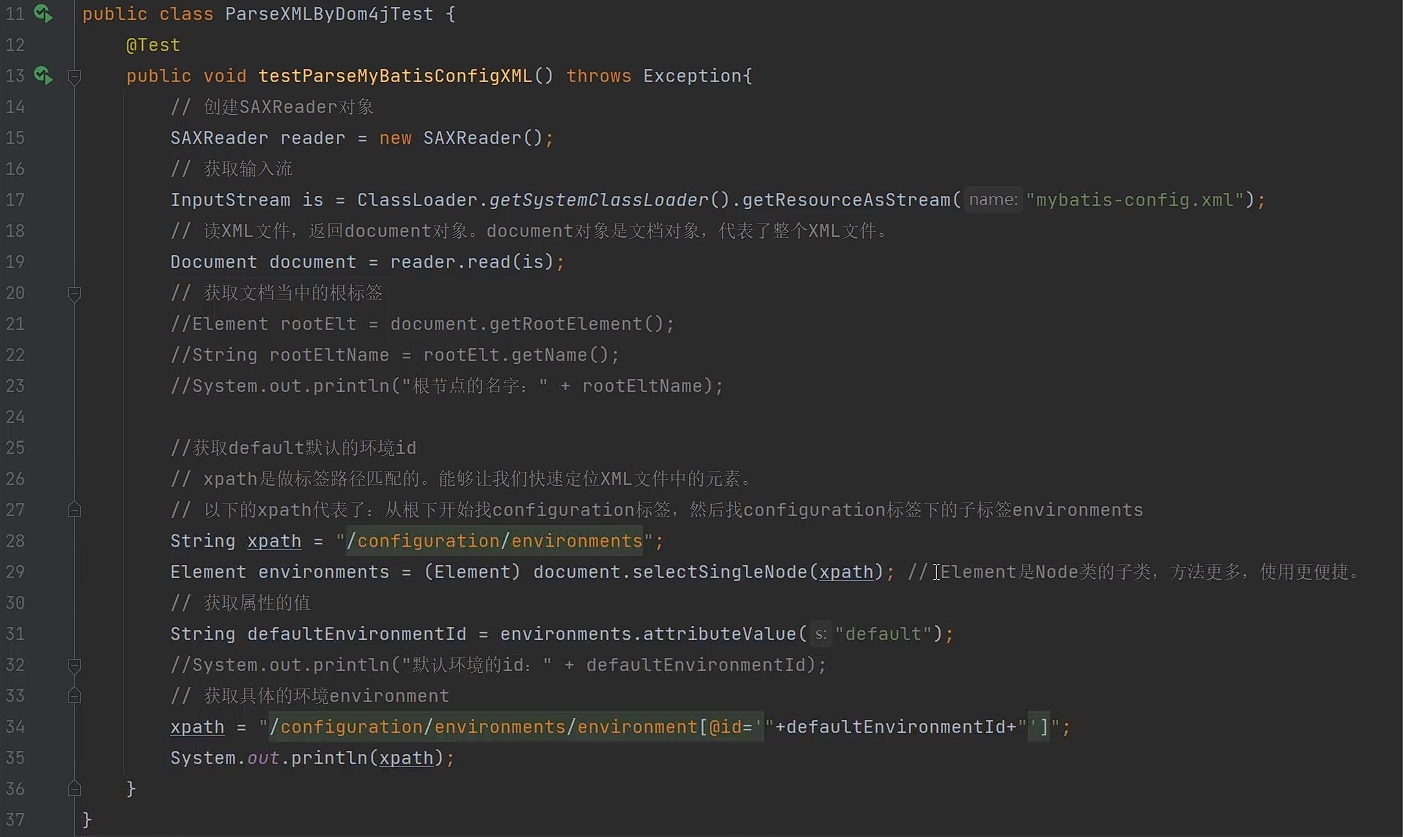 11 public class ParseXMLByDom4jTest {
12 @Test
13 public void testParseMyBatisConfigXML() throws Exception{
14 // 创建SAXReader对象
15 SAXReader reader = new SAXReader();
16 // 获取输入流
17 InputStream is = ClassLoader.getSystemClassLoader().getResourceAsStream( name: "mybatis-config.xml");
18 // 读XML文件，返回document对象。document对象是文档对象，代表了整个XML文件。
19 Document document = reader.read(is);
20 // 获取文档当中的根标签
21 //Element rootElt = document.getRootElement();
22 //String rootEltName = rootElt.getName();
23 //System.out.println("根节点的名字：" + rootEltName);
24
25 //获取default默认的环境id
26 // xpath是做标签路径匹配的。能够让我们快速定位XML文件中的元素。
27 // 以下的xpath代表了：从根下开始找configuration标签，然后找configuration标签下的子标签environments
28 String xpath = "/configuration/environments";
29 Element environments = (Element) document.selectSingleNode(xpath); // Element是Node类的子类，方法更多，使用更便捷。
30 // 获取属性的值
31 String defaultEnvironmentId = environments.attributeValue( s: "default");
32 //System.out.println("默认环境的id：" + defaultEnvironmentId);
33 // 获取具体的环境environment
34 xpath = "/configuration/environments/environment[@id='"+defaultEnvironmentId+"']";
35 System.out.println(xpath);
36 }
37 }